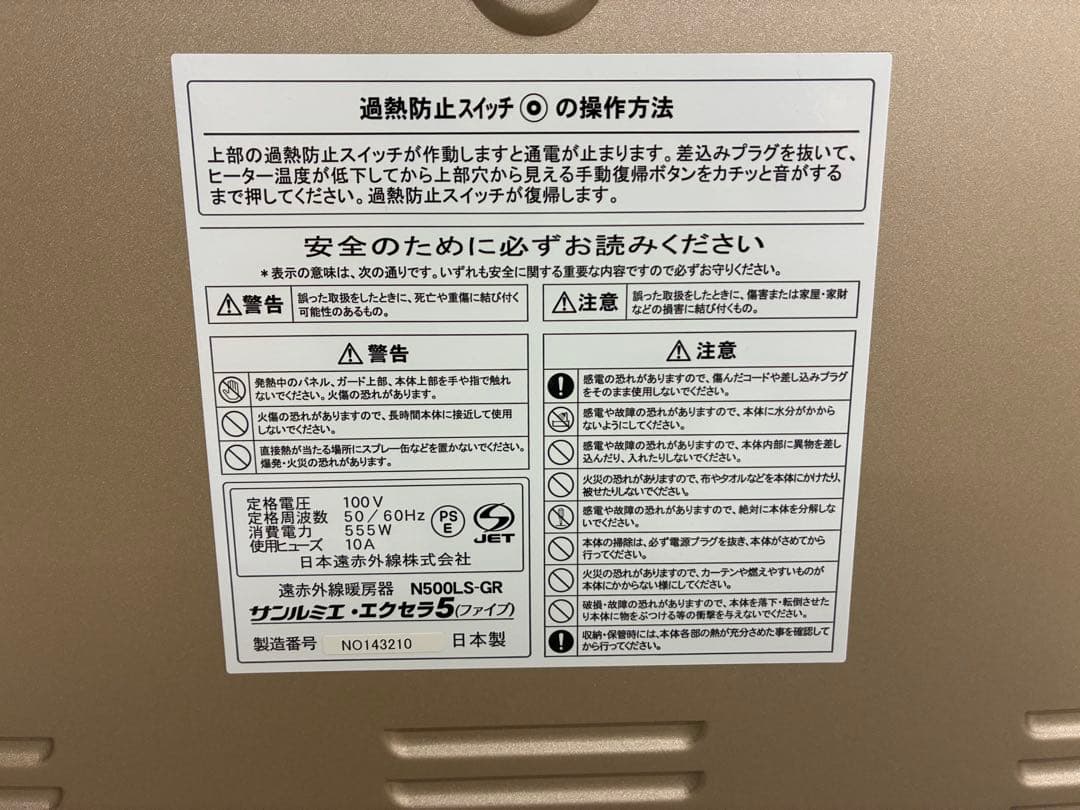 過熱防止スイッチ◉の操作方法
上部の過熱防止スイッチが作動しますと通電が止まります。差込みプラグを抜いて、
ヒーター温度が低下してから上部穴から見える手動復帰ボタンをカチッと音がする
まで押してください。過熱防止スイッチが復帰します。
安全のために必ずお読みください
＊表示の意味は、次の通りです。いずれも安全に関する重要な内容ですので必ずお守りください。
⚠警告
誤った取扱をしたときに、死亡や重傷に結び付く
可能性のあるもの。
⚠注意
誤った取扱をしたときに、傷害または家屋・家財
などの損害に結び付くもの。
⚠警告
発熱中のパネル、ガード上部、本体上部を手や指で触れ
ないでください。火傷の恐れがあります。
火傷の恐れがありますので、長時間本体に接近して使用
しないでください。
直接熱が当たる場所にスプレー缶などを置かないでください。
爆発・火災の恐れがあります。
定格電圧 100V
定格周波数 50/60Hz
消費電力 555W
使用ヒューズ 10A
PS
E
JET
日本遠赤外線株式会社
遠赤外線暖房器 N500LS-GR
サンルミエ・エクセラ5(ファイブ)
製造番号 NO143210 日本製
⚠注意
感電の恐れがありますので、傷んだコードや差し込みプラグ
をそのまま使用しないでください。
感電や故障の恐れがありますので、本体に水分がかから
ないようにしてください。
感電や故障の恐れがありますので、本体内部に異物を差し
込んだり、入れたりしないでください。
火災の恐れがありますので、布やタオルなどを本体にかけたり、
被せたりしないでください。
感電や故障の恐れがありますので、絶対に本体を分解しな
いでください。
本体の掃除は、必ず電源プラグを抜き、本体がさめてから
行ってください。
火災の恐れがありますので、カーテンや燃えやすいものが
本体にかからない様にしてください。
破損・故障の恐れがありますので、本体を落下・転倒させた
り本体に物をぶつける等の衝撃を与えないでください。
収納・保管時には、本体各部の熱が充分さめた事を確認して
から行ってください。